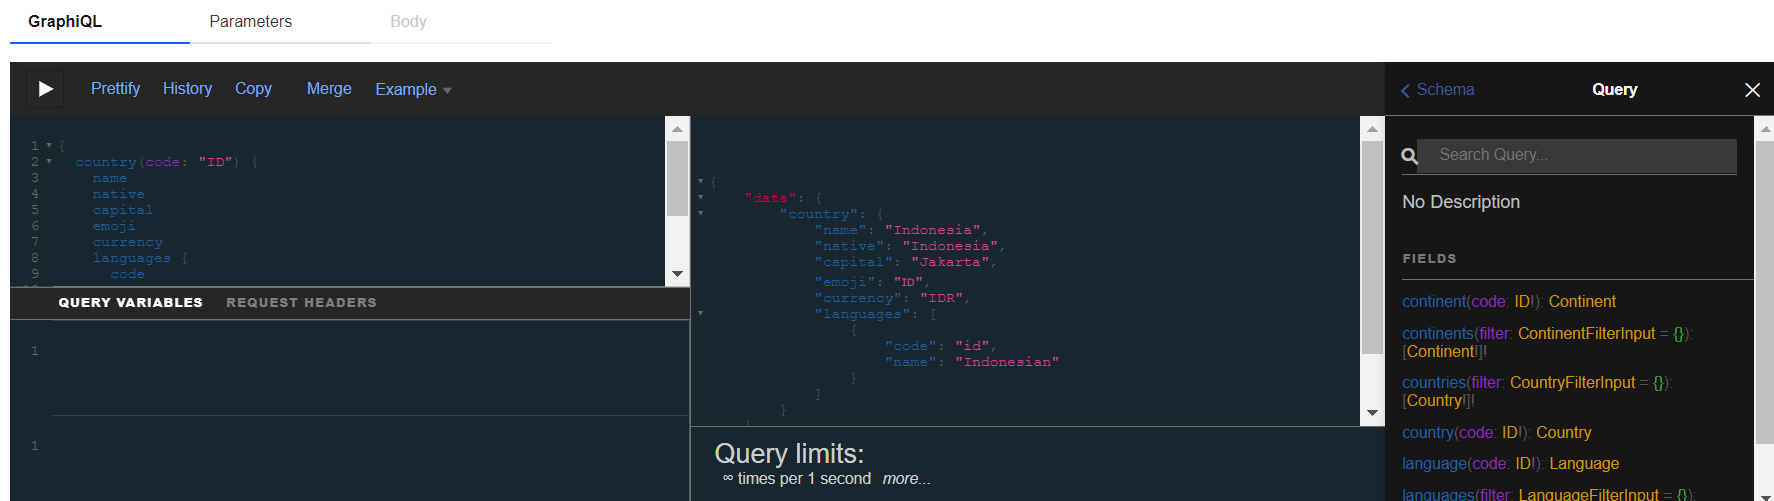 GraphiQL Parameters Body
Prettify History Copy Merge Example
1 {
2 country(code: "ID") {
3 name
4 native
5 capital
6 emoji
7 currency
8 languages {
9 code
QUERY VARIABLES REQUEST HEADERS
1
1
{
"data": {
"country": {
"name": "Indonesia",
"native": "Indonesia",
"capital": "Jakarta",
"emoji": "ID",
"currency": "IDR",
"languages": [
{
"code": "id",
"name": "Indonesian"
}
]
}
Query limits:
∞ times per 1 second more...
Schema Query
Search Query...
No Description
FIELDS
continent(code: ID!): Continent
continents(filter: ContinentFilterInput = {}):
[Continent!]!
countries(filter: CountryFilterInput = {}):
[Country!]!
country(code: ID!): Country
language(code: ID!): Language
languages(filter: LanguageFilterInput = {}):